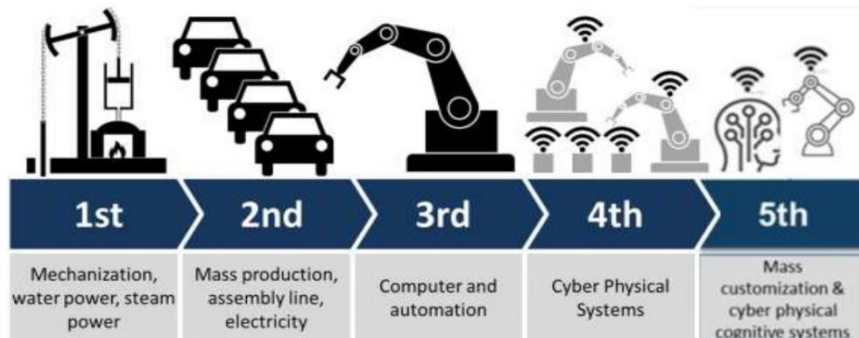 1st
2nd
3rd
4th
5th
Mechanization,
water power, steam
power
Mass production,
assembly line,
electricity
Computer and
automation
Cyber Physical
Systems
Mass
customization &
cyber physical
cognitive systems